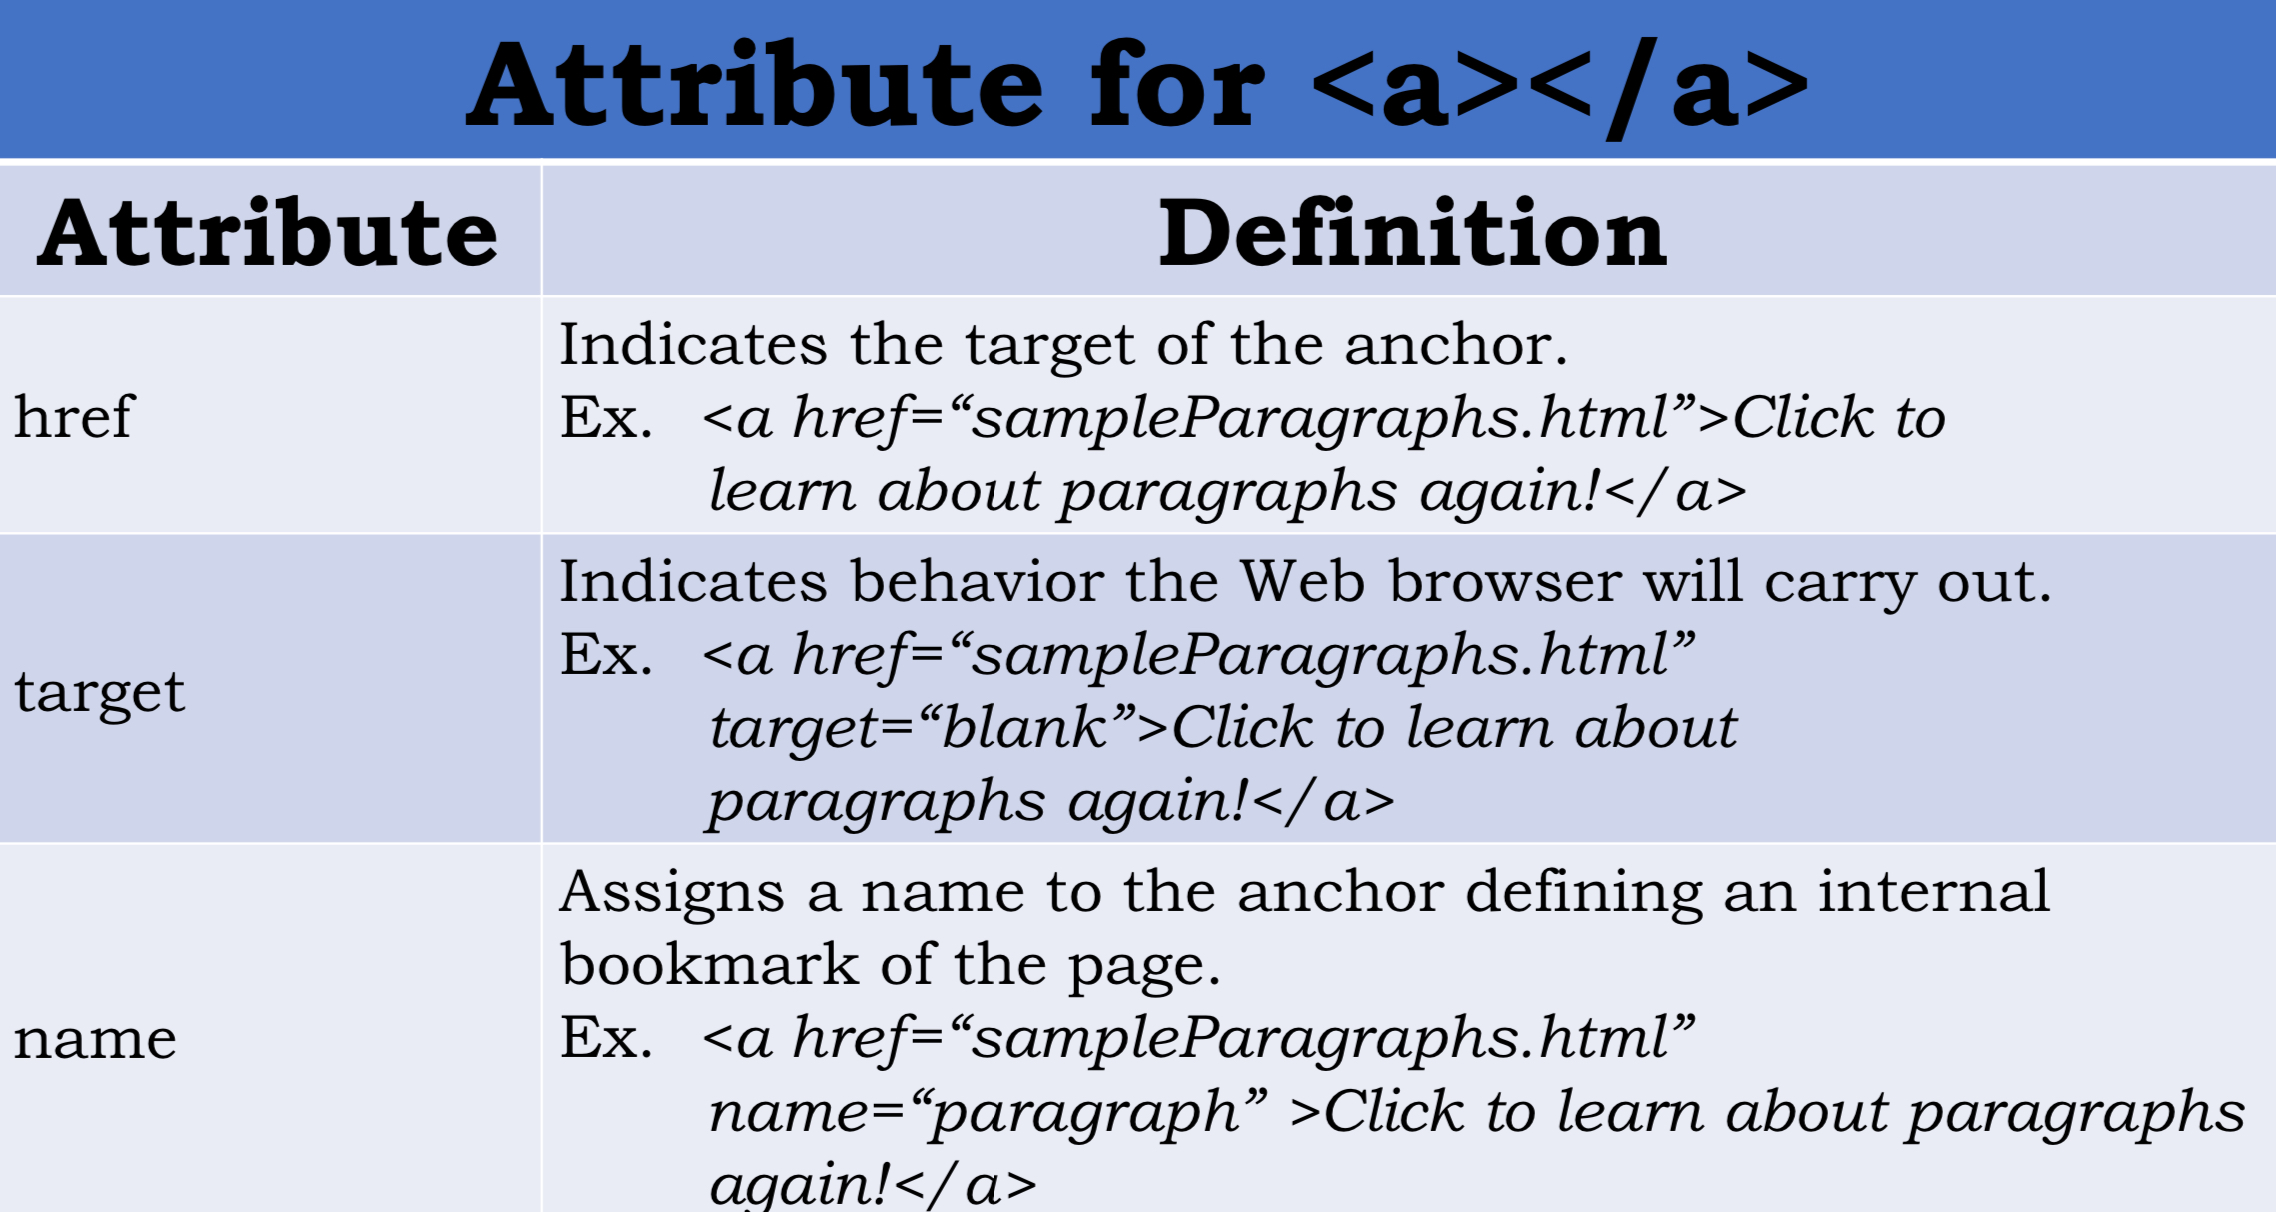 Attribute for <a></a>
Attribute
Definition
href
Indicates the target of the anchor.
Ex. <a href=“sampleParagraphs.html”>Click to
learn about paragraphs again!</a>
target
Indicates behavior the Web browser will carry out.
Ex. <a href=“sampleParagraphs.html”
target=“blank”>Click to learn about
paragraphs again!</a>
name
Assigns a name to the anchor defining an internal
bookmark of the page.
Ex. <a href=“sampleParagraphs.html”
name=“paragraph” >Click to learn about paragraphs
again!</a>